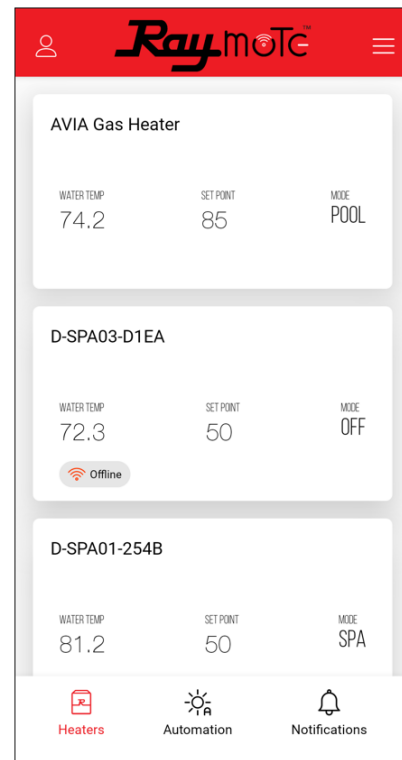 Raymote™
AVIA Gas Heater
WATER TEMP SET POINT MODE
74.2 85 POOL
D-SPA03-D1EA
WATER TEMP SET POINT MODE
72.3 50 OFF
Offline
D-SPA01-254B
WATER TEMP SET POINT MODE
81.2 50 SPA
R A
Heaters Automation Notifications